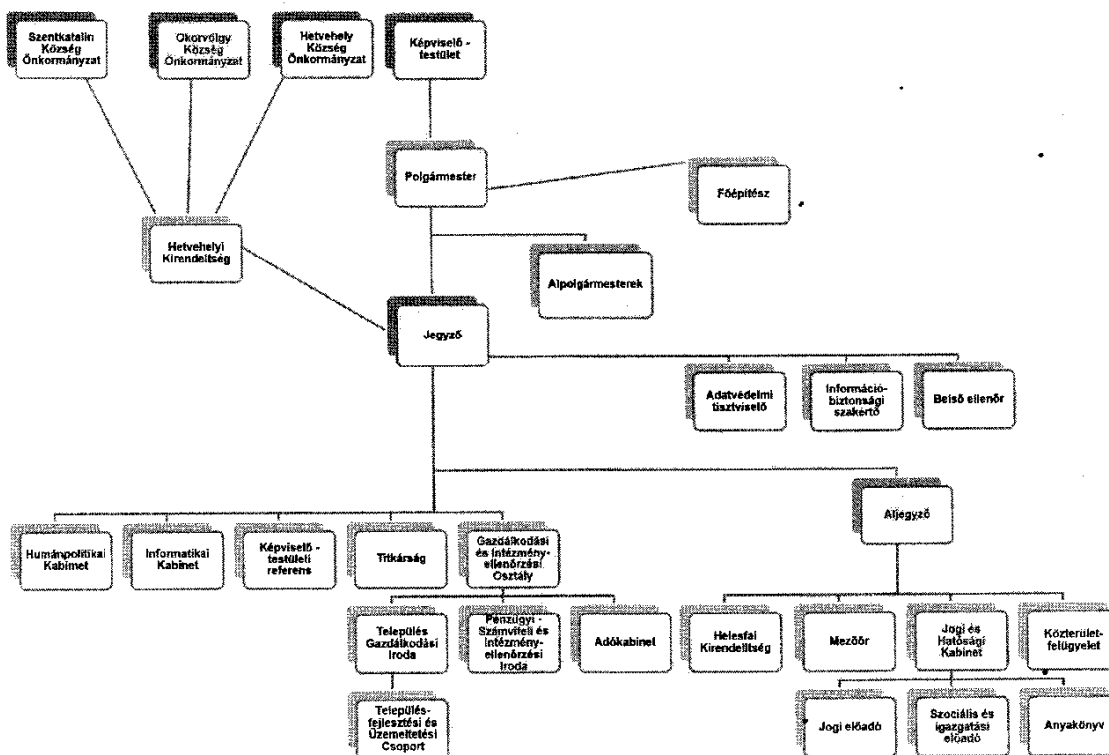 Szentkatalin
Község
Önkormányzat
Okorvölgy
Község
Önkormányzat
Hetvehely
Község
Önkormányzat
Képviselő -
testület
Polgármester
Főépítész
Hetvehelyi
Kirendeltség
Alpolgármesterek
Jegyző
Adatvédelmi
tisztviselő
Információ-
biztonsági
szakértő
Belső ellenőr
Aljegyző
Humánpolitikai
Kabinet
Informatikai
Kabinet
Képviselő -
testületi
referens
Titkárság
Gazdálkodási
és Intézmény-
ellenőrzési
Osztály
Település
Gazdálkodási
Iroda
Pénzügyi -
Számviteli és
Intézmény-
ellenőrzési
Iroda
Adókabinet
Helesfai
Kirendeltség
Mezőőr
Jogi és
Hatósági
Kabinet
Közterület-
felügyelet
Település-
fejlesztési és
Üzemeltetési
Csoport
Jogi előadó
Szociális és
igazgatási
előadó
Anyakönyv